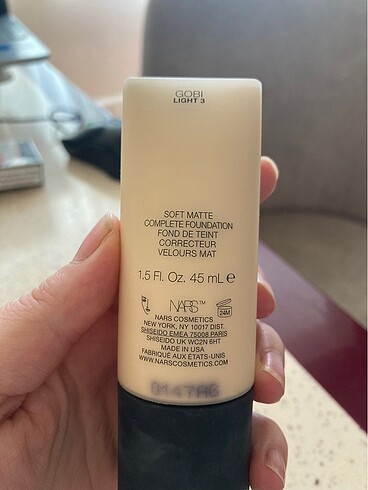 GOBI
LIGHT 3
SOFT MATTE
COMPLETE FOUNDATION
FOND DE TEINT
CORRECTEUR
VELOURS MAT
1.5 Fl. Oz. 45 mL e
NARS™
24M
NARS COSMETICS
NEW YORK, NY 10017 DIST.
SHISEIDO EMEA 75008 PARIS
SHISEIDO UK WC2N 6HT
MADE IN USA
FABRIQUÉ AUX ÉTATS-UNIS
WWW.NARSCOSMETICS.COM